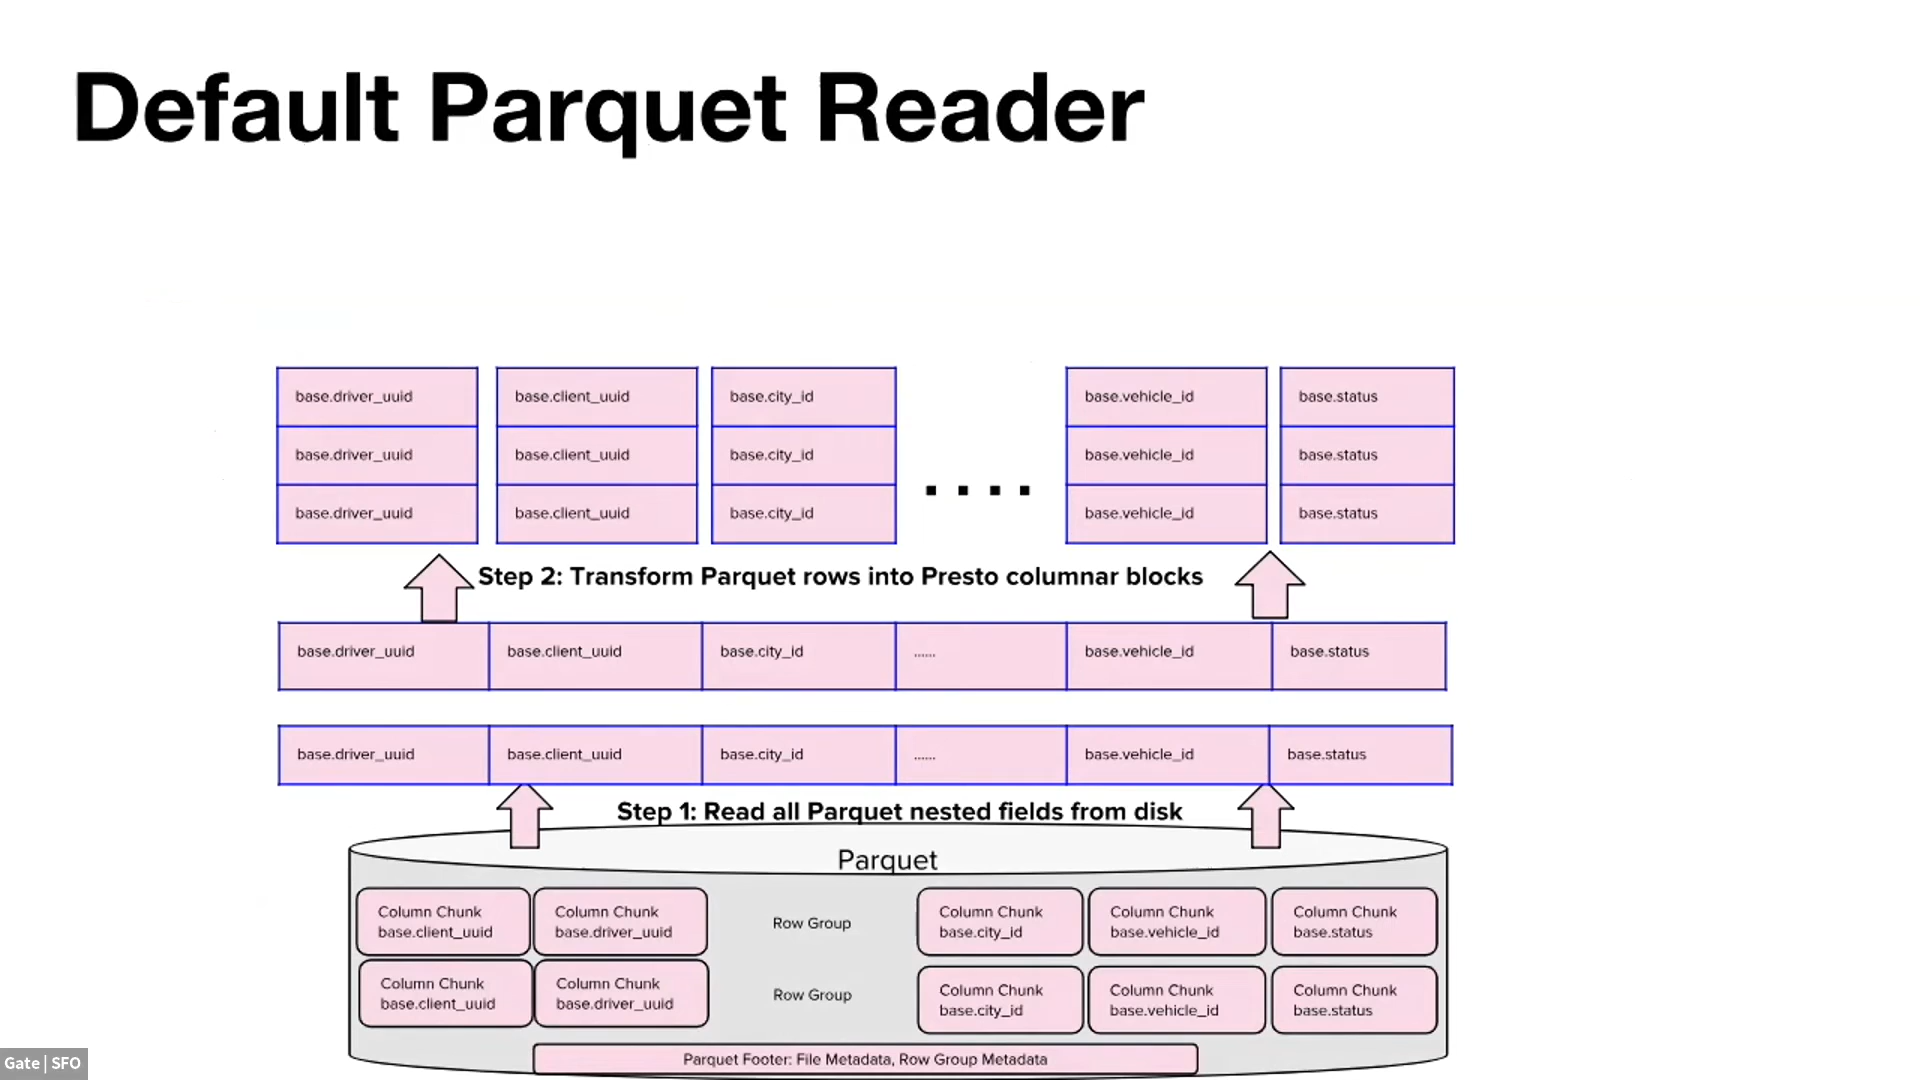 Default Parquet Reader
base.driver_uuid base.client_uuid base.city_id base.vehicle_id base.status
base.driver_uuid base.client_uuid base.city_id base.vehicle_id base.status
. . . .
base.driver_uuid base.client_uuid base.city_id base.vehicle_id base.status
Step 2: Transform Parquet rows into Presto columnar blocks
base.driver_uuid base.client_uuid base.city_id ...... base.vehicle_id base.status
base.driver_uuid base.client_uuid base.city_id ...... base.vehicle_id base.status
Step 1: Read all Parquet nested fields from disk
Parquet
Column Chunk Column Chunk Row Group Column Chunk Column Chunk Column Chunk
base.client_uuid base.driver_uuid base.city_id base.vehicle_id base.status
Column Chunk Column Chunk Row Group Column Chunk Column Chunk Column Chunk
base.client_uuid base.driver_uuid base.city_id base.vehicle_id base.status
Parquet Footer: File Metadata, Row Group Metadata
Gate | SFO